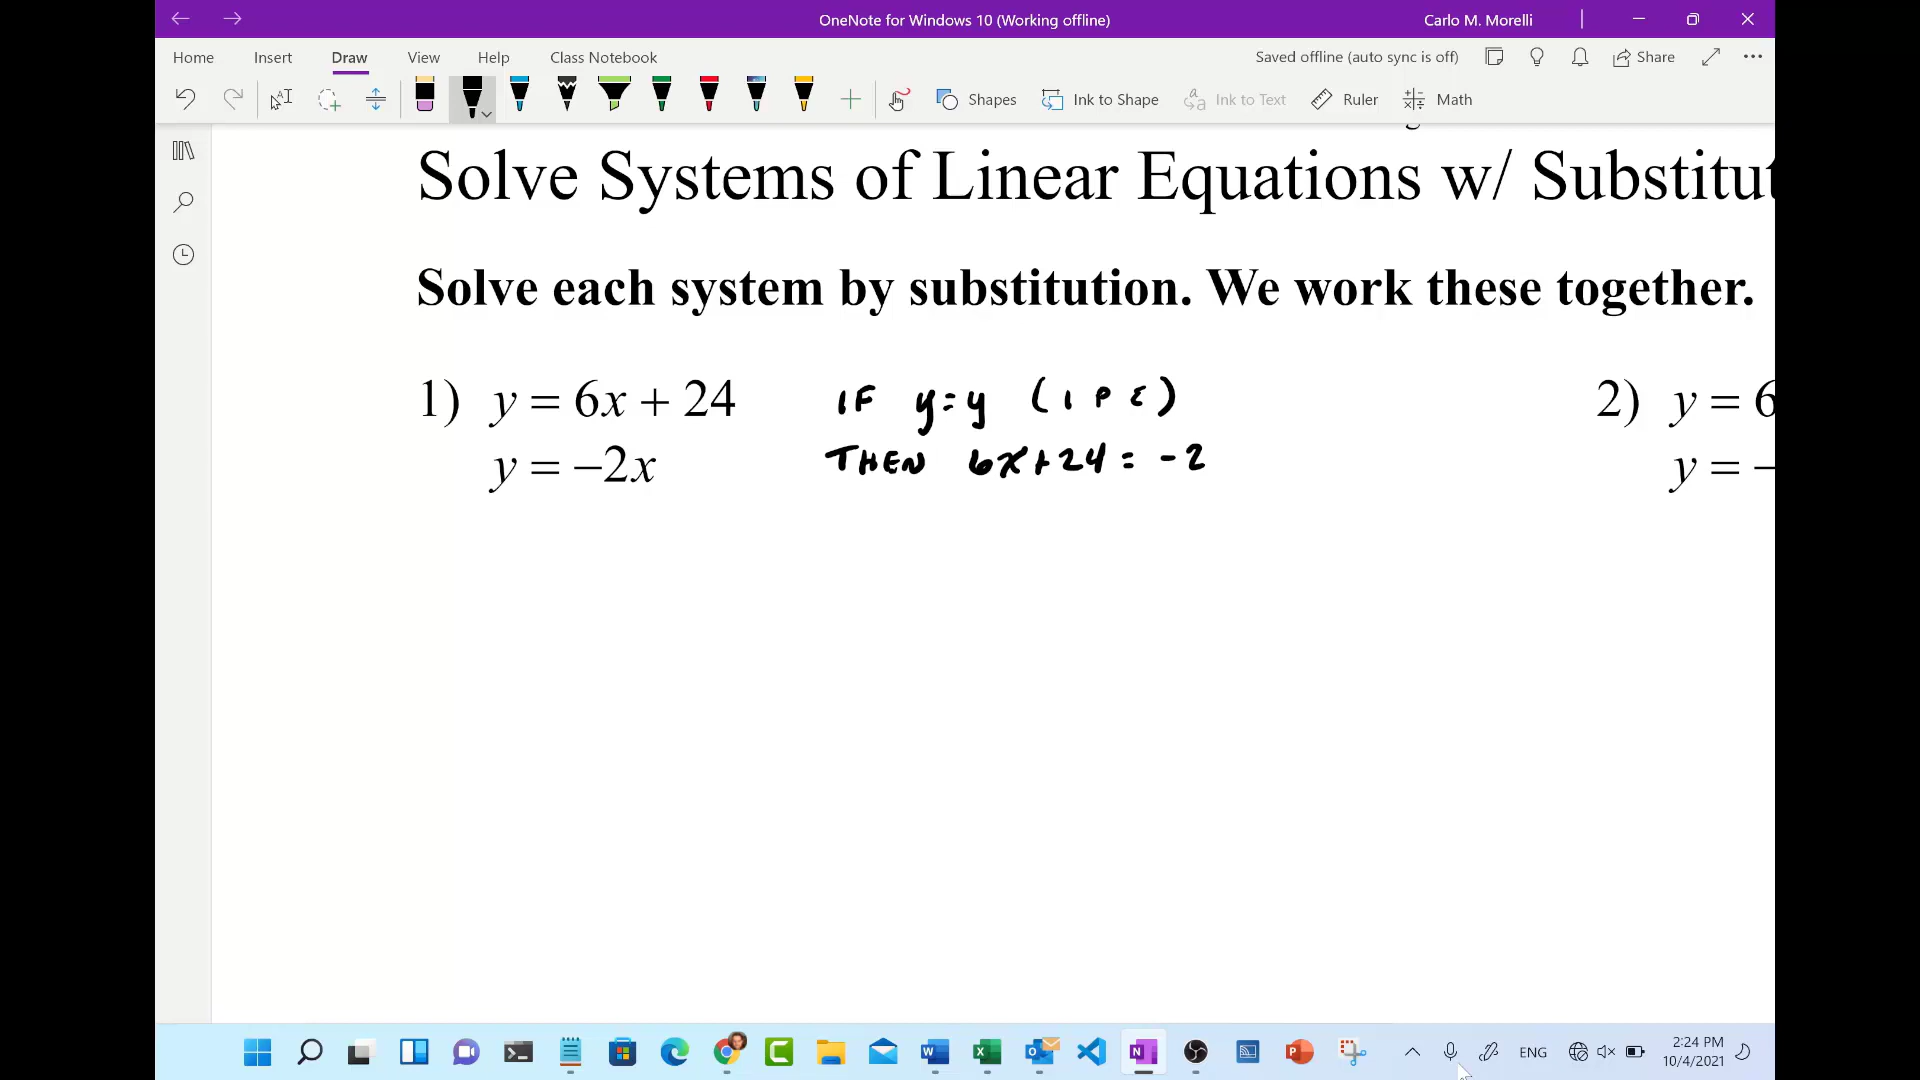 OneNote for Windows 10 (Working offline)
Carlo M. Morelli
Home Insert Draw View Help Class Notebook
Saved offline (auto sync is off) Share
Shapes Ink to Shape Ink to Text Ruler Math
Solve Systems of Linear Equations w/ Substitut
Solve each system by substitution. We work these together.
1) y = 6x + 24
y = −2x
IF y=y (IPE)
THEN 6x+24 = -2
2) y = 6
y = −
ENG
2:24 PM
10/4/2021